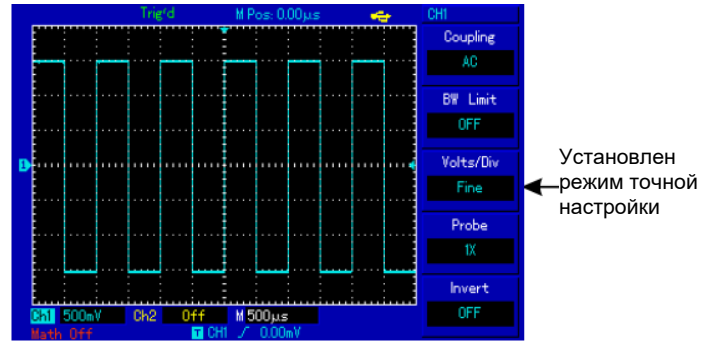 Trig'd M Pos: 0.00µs CH1
Coupling
AC
BW Limit
OFF
Volts/Div
Fine
Probe
1X
Invert
OFF
Установлен
режим точной
настройки
1
Ch1 500mV Ch2 Off M 500µs
Math Off T CH1 / 0.00mV